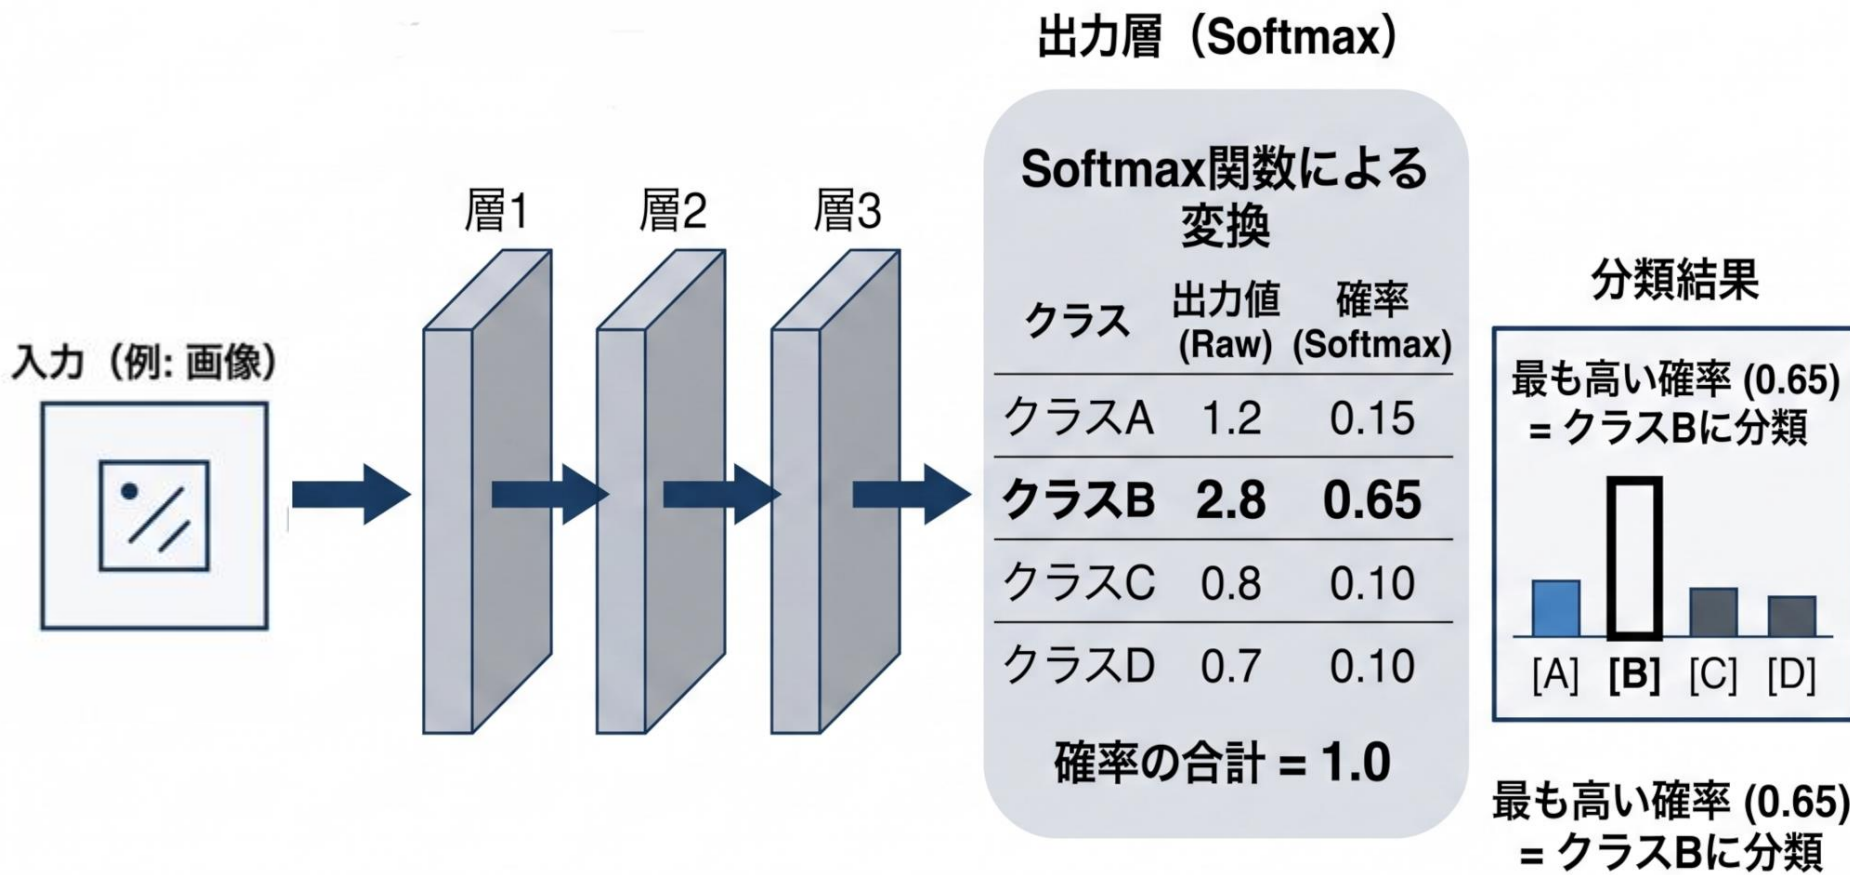 出力層（Softmax）
Softmax関数による
変換
層1 層2 層3
クラス 出力値 (Raw) 確率 (Softmax)
クラスA 1.2 0.15
クラスB 2.8 0.65
クラスC 0.8 0.10
クラスD 0.7 0.10
確率の合計 = 1.0
入力（例: 画像）
分類結果
最も高い確率 (0.65)
= クラスBに分類
[A] [B] [C] [D]
最も高い確率 (0.65)
= クラスBに分類